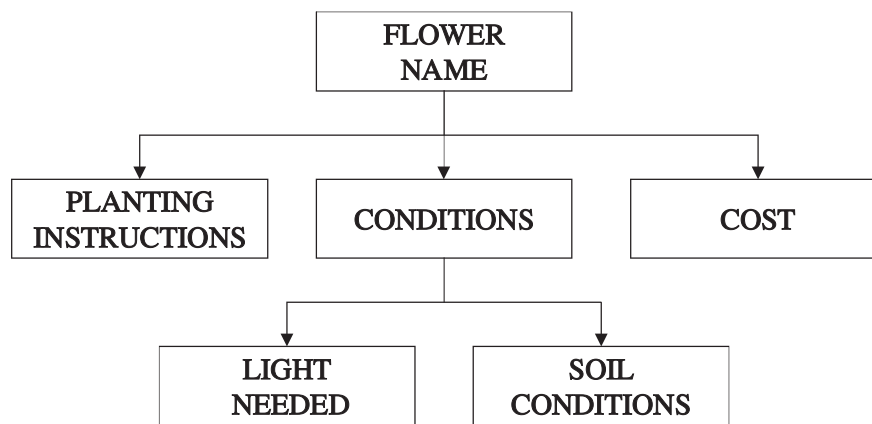 FLOWER
NAME
PLANTING
INSTRUCTIONS
CONDITIONS
COST
LIGHT
NEEDED
SOIL
CONDITIONS